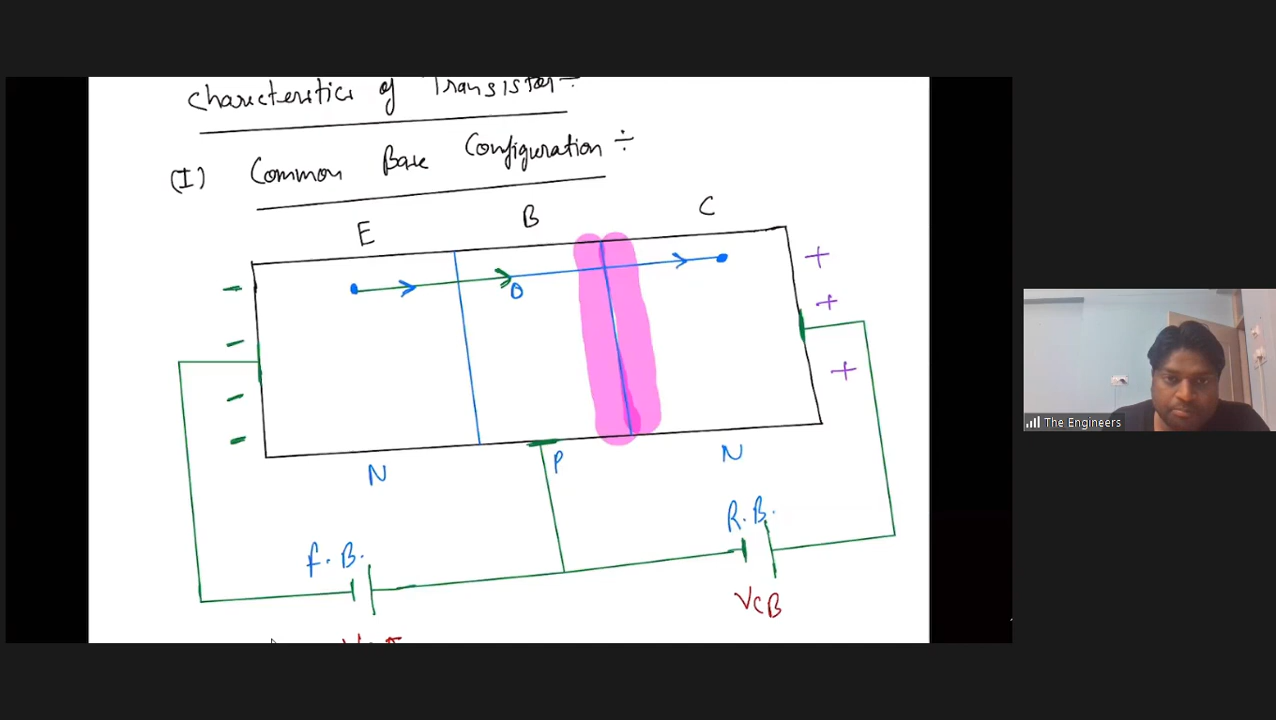 Characteristics of Transistor÷
(I) Common Base Configuration ÷
E B C
- +
O
- +
- +
-
N P N
F.B. R.B.
VCB
The Engineers